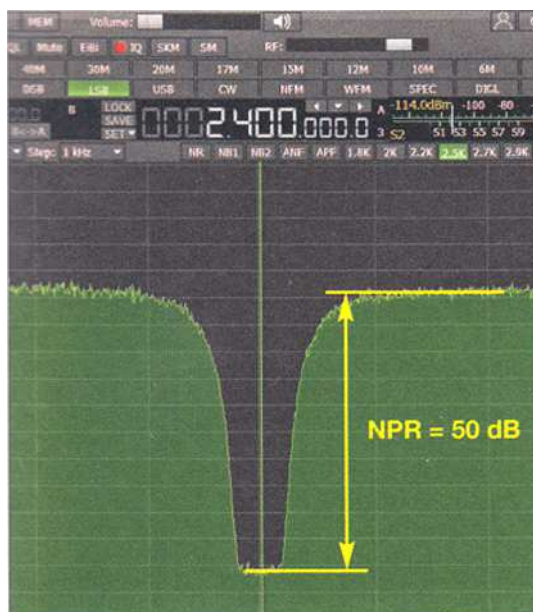 MEM Volume:
Mute EiBi IQ SKM SM RF:
40M 30M 20M 17M 15M 12M 10M 6M
DSB LSB USB CW NFM WFM SPEC DIGL
B LOCK SAVE SET 0002.400.000.0 A -114.0dBm -100 -80
B<->A 3 S2 S1 S3 S5 S7 S9
Step: 1 kHz NR NB1 NB2 ANF APF 1.8K 2K 2.2K 2.5K 2.7K 2.9K
NPR = 50 dB